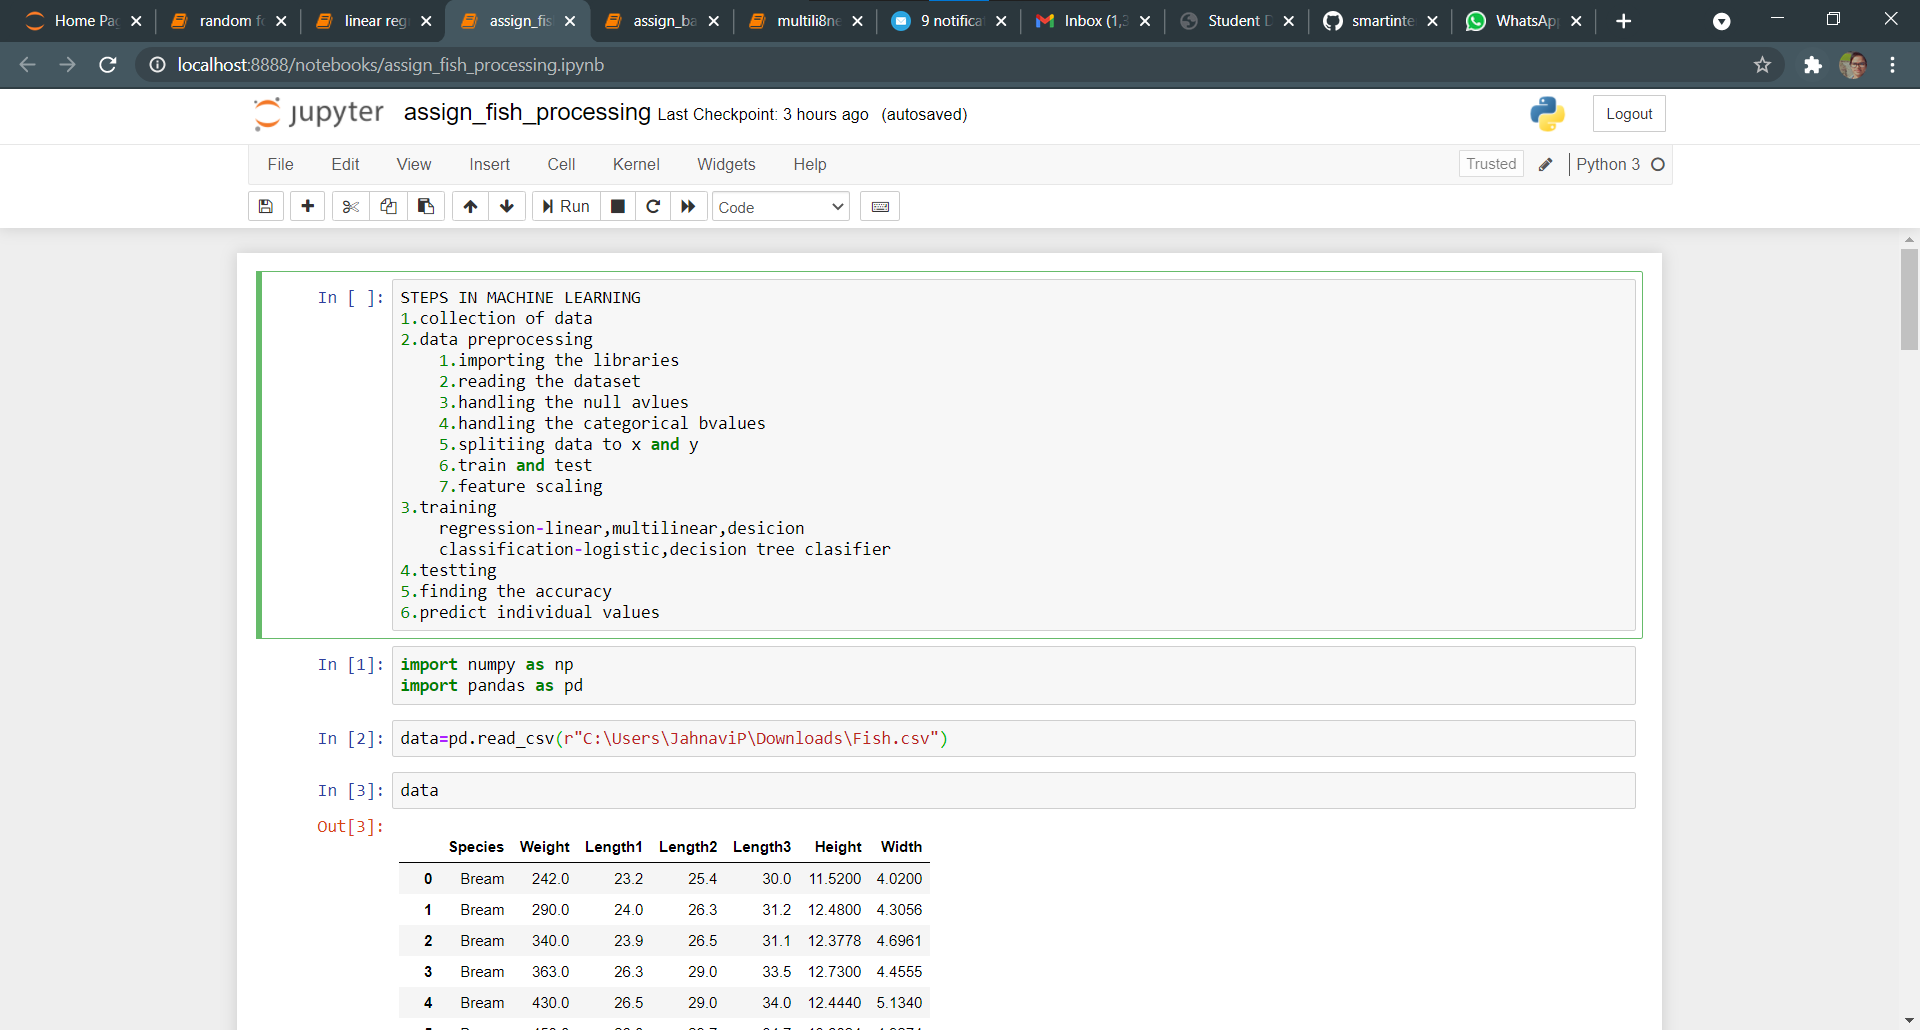 Home Pa
random f
linear reg
assign_fis
assign_ba
multili8ne
9 notifica
Inbox (1,3
Student D
smartinte
WhatsAp
localhost:8888/notebooks/assign_fish_processing.ipynb
jupyter assign_fish_processing Last Checkpoint: 3 hours ago (autosaved)
Logout
File Edit View Insert Cell Kernel Widgets Help
Trusted
Python 3
Run
Code
In [ ]: STEPS IN MACHINE LEARNING
1.collection of data
2.data preprocessing
    1.importing the libraries
    2.reading the dataset
    3.handling the null avlues
    4.handling the categorical bvalues
    5.splitiing data to x and y
    6.train and test
    7.feature scaling
3.training
    regression-linear,multilinear,desicion
    classification-logistic,decision tree clasifier
4.testting
5.finding the accuracy
6.predict individual values
In [1]: import numpy as np
import pandas as pd
In [2]: data=pd.read_csv(r"C:\Users\JahnaviP\Downloads\Fish.csv")
In [3]: data
Out[3]:
Species Weight Length1 Length2 Length3 Height Width
0 Bream 242.0 23.2 25.4 30.0 11.5200 4.0200
1 Bream 290.0 24.0 26.3 31.2 12.4800 4.3056
2 Bream 340.0 23.9 26.5 31.1 12.3778 4.6961
3 Bream 363.0 26.3 29.0 33.5 12.7300 4.4555
4 Bream 430.0 26.5 29.0 34.0 12.4440 5.1340